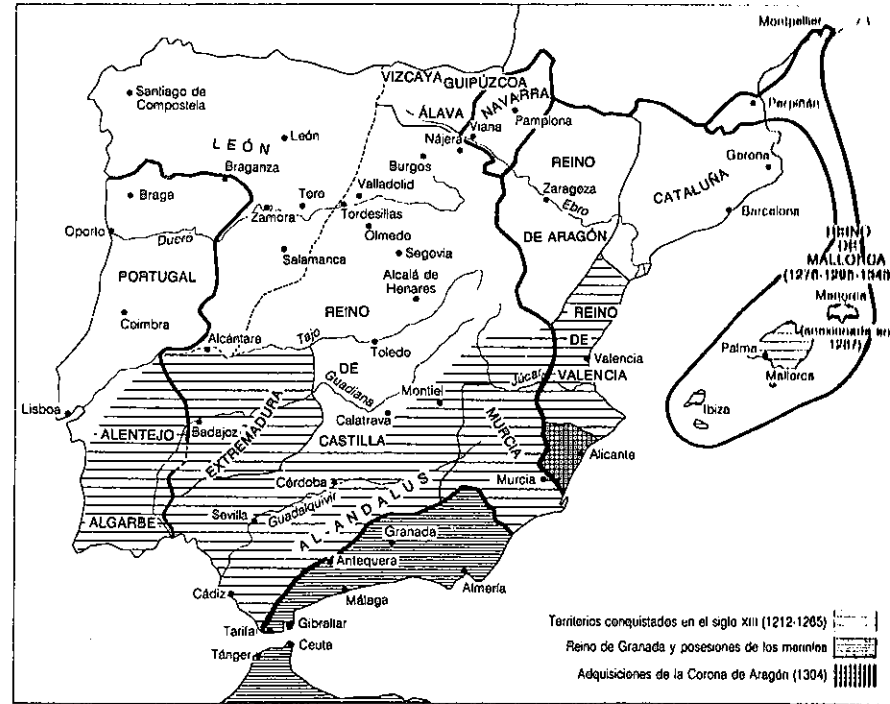 Montpellier
VIZCAYA
GUIPÚZCOA
NAVARRA
ÁLAVA
Santiago de
Compostela
León
LEÓN
Viana
Pamplona
Nájera
Perpiñán
Gerona
Braganza
Burgos
REINO
CATALUÑA
Braga
Toro
Valladolid
Zaragoza
Ebro
Barcelona
Zamora
Tordesillas
Oporto
Duero
Olmedo
DE ARAGÓN
REINO
DE
MALLORCA
Salamanca
Segovia
PORTUGAL
Alcalá de
Henares
REINO
Mallorca
Coimbra
REINO
Alcántara
Tajo
Toledo
DE
Palma
Valencia
DE
Guadiana
Júcar
VALENCIA
Mallorca
Montiel
Lisboa
Ibiza
ALENTEJO
Badajoz
EXTREMADURA
Calatrava
CASTILLA
MURCIA
Alicante
Córdoba
Murcia
ALGARBE
Sevilla
Guadalquivir
AL-ANDALUS
Granada
Antequera
Cádiz
Málaga
Almería
Tarifa
Gibraltar
Tánger
Ceuta
Territorios conquistados en el siglo XIII (1212-1265)
Reino de Granada y posesiones de los
Adquisiciones de la Corona de Aragón (1304)